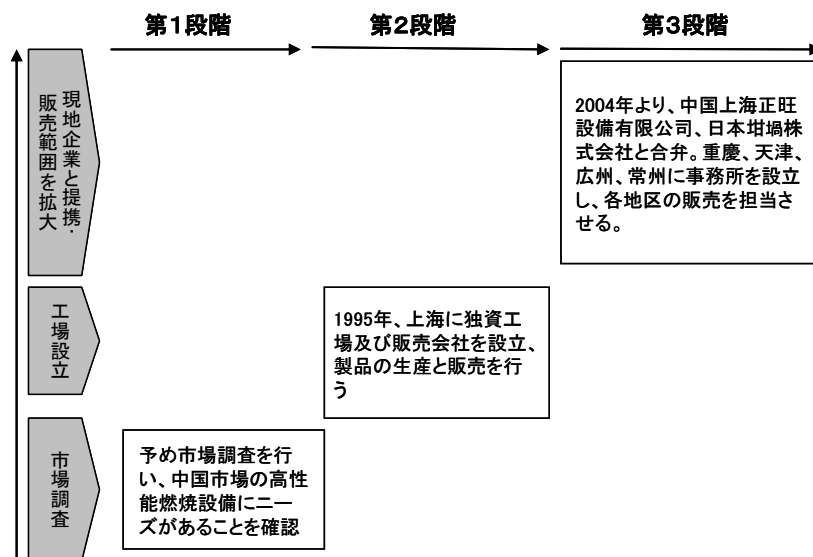 第1段階
第2段階
第3段階
現地企業と提携・
販売範囲を拡大
2004年より、中国上海正旺
設備有限公司、日本坩堝株
式会社と合弁。重慶、天津、
広州、常州に事務所を設立
し、各地区の販売を担当さ
せる。
工場設立
1995年、上海に独資工
場及び販売会社を設立、
製品の生産と販売を行
う
市場調査
予め市場調査を行
い、中国市場の高性
能燃焼設備にニー
ズがあることを確認